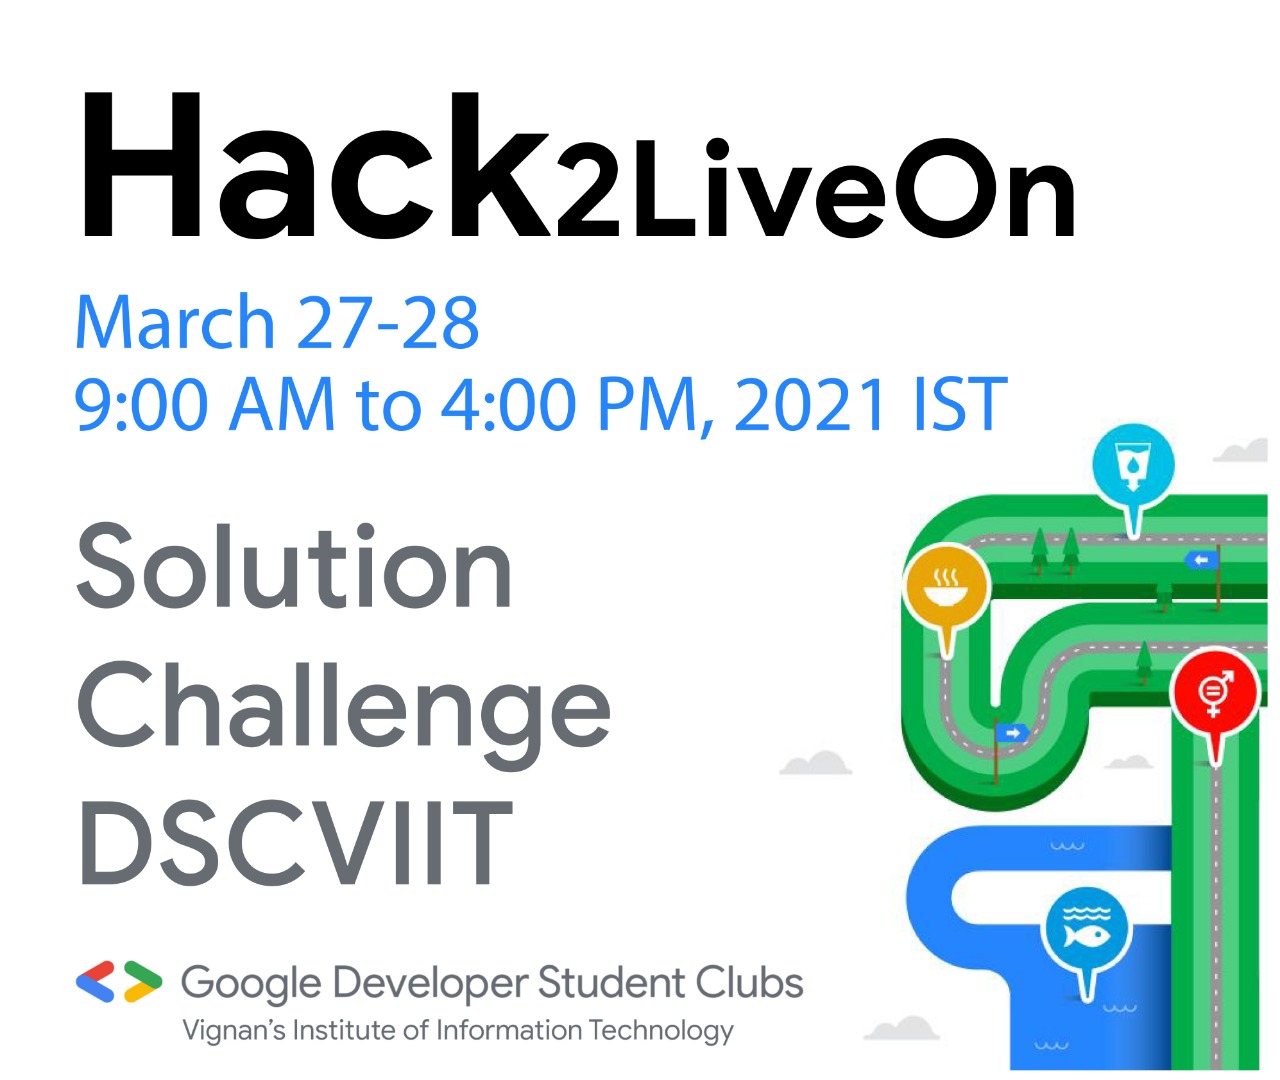 Hack2LiveOn
March 27-28
9:00 AM to 4:00 PM, 2021 IST
Solution
Challenge
DSCVIIT
Google Developer Student Clubs
Vignan's Institute of Information Technology